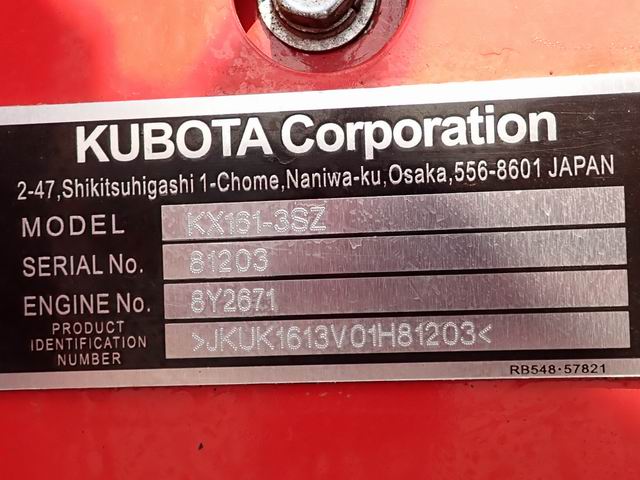 KUBOTA Corporation
2-47,Shikitsuhigashi 1-Chome,Naniwa-ku,Osaka,556-8601 JAPAN
MODEL KX161-3SZ
SERIAL No. 81203
ENGINE No. 8Y2671
PRODUCT IDENTIFICATION NUMBER >JKUK1613V01H81203<
RB548·57821